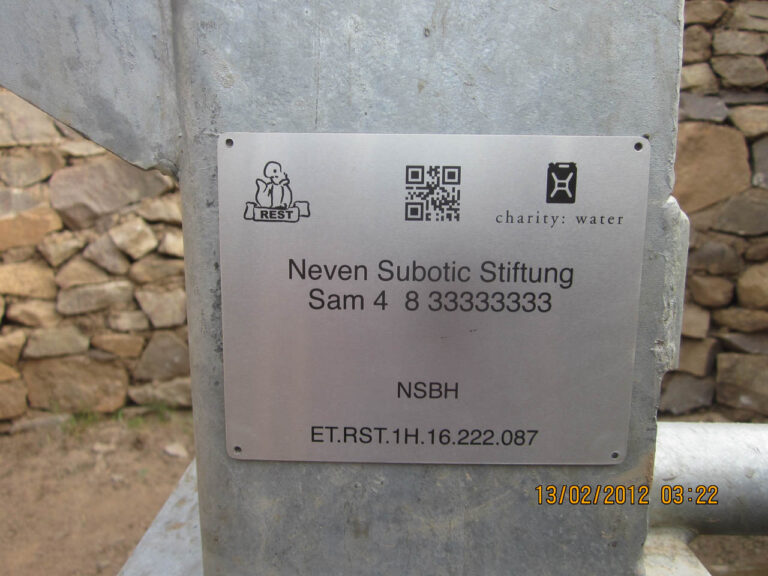 REST
charity: water
Neven Subotic Stiftung
Sam 4 8 33333333
NSBH
ET.RST.1H.16.222.087
13/02/2012 03:22